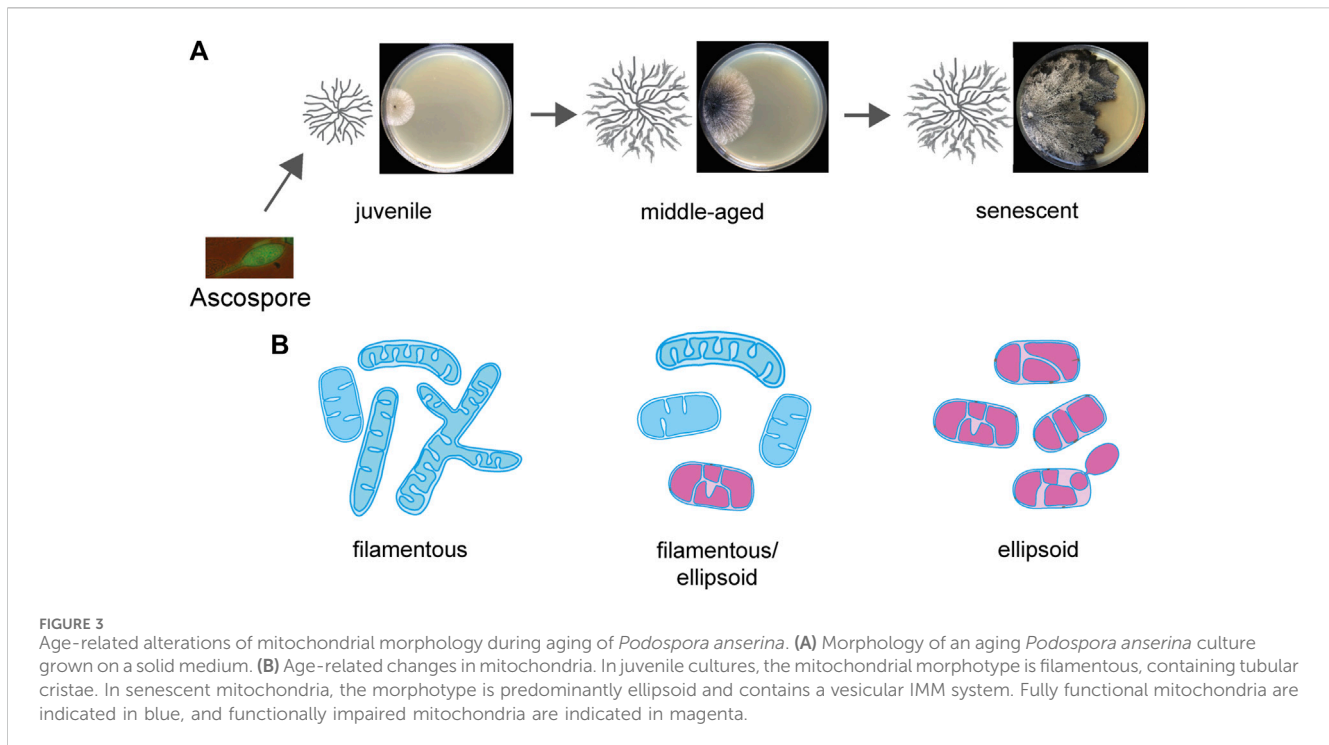 A
juvenile
middle-aged
senescent
Ascospore
B
filamentous
filamentous/
ellipsoid
ellipsoid
FIGURE 3
Age-related alterations of mitochondrial morphology during aging of Podospora anserina. (A) Morphology of an aging Podospora anserina culture
grown on a solid medium. (B) Age-related changes in mitochondria. In juvenile cultures, the mitochondrial morphotype is filamentous, containing tubular
cristae. In senescent mitochondria, the morphotype is predominantly ellipsoid and contains a vesicular IMM system. Fully functional mitochondria are
indicated in blue, and functionally impaired mitochondria are indicated in magenta.